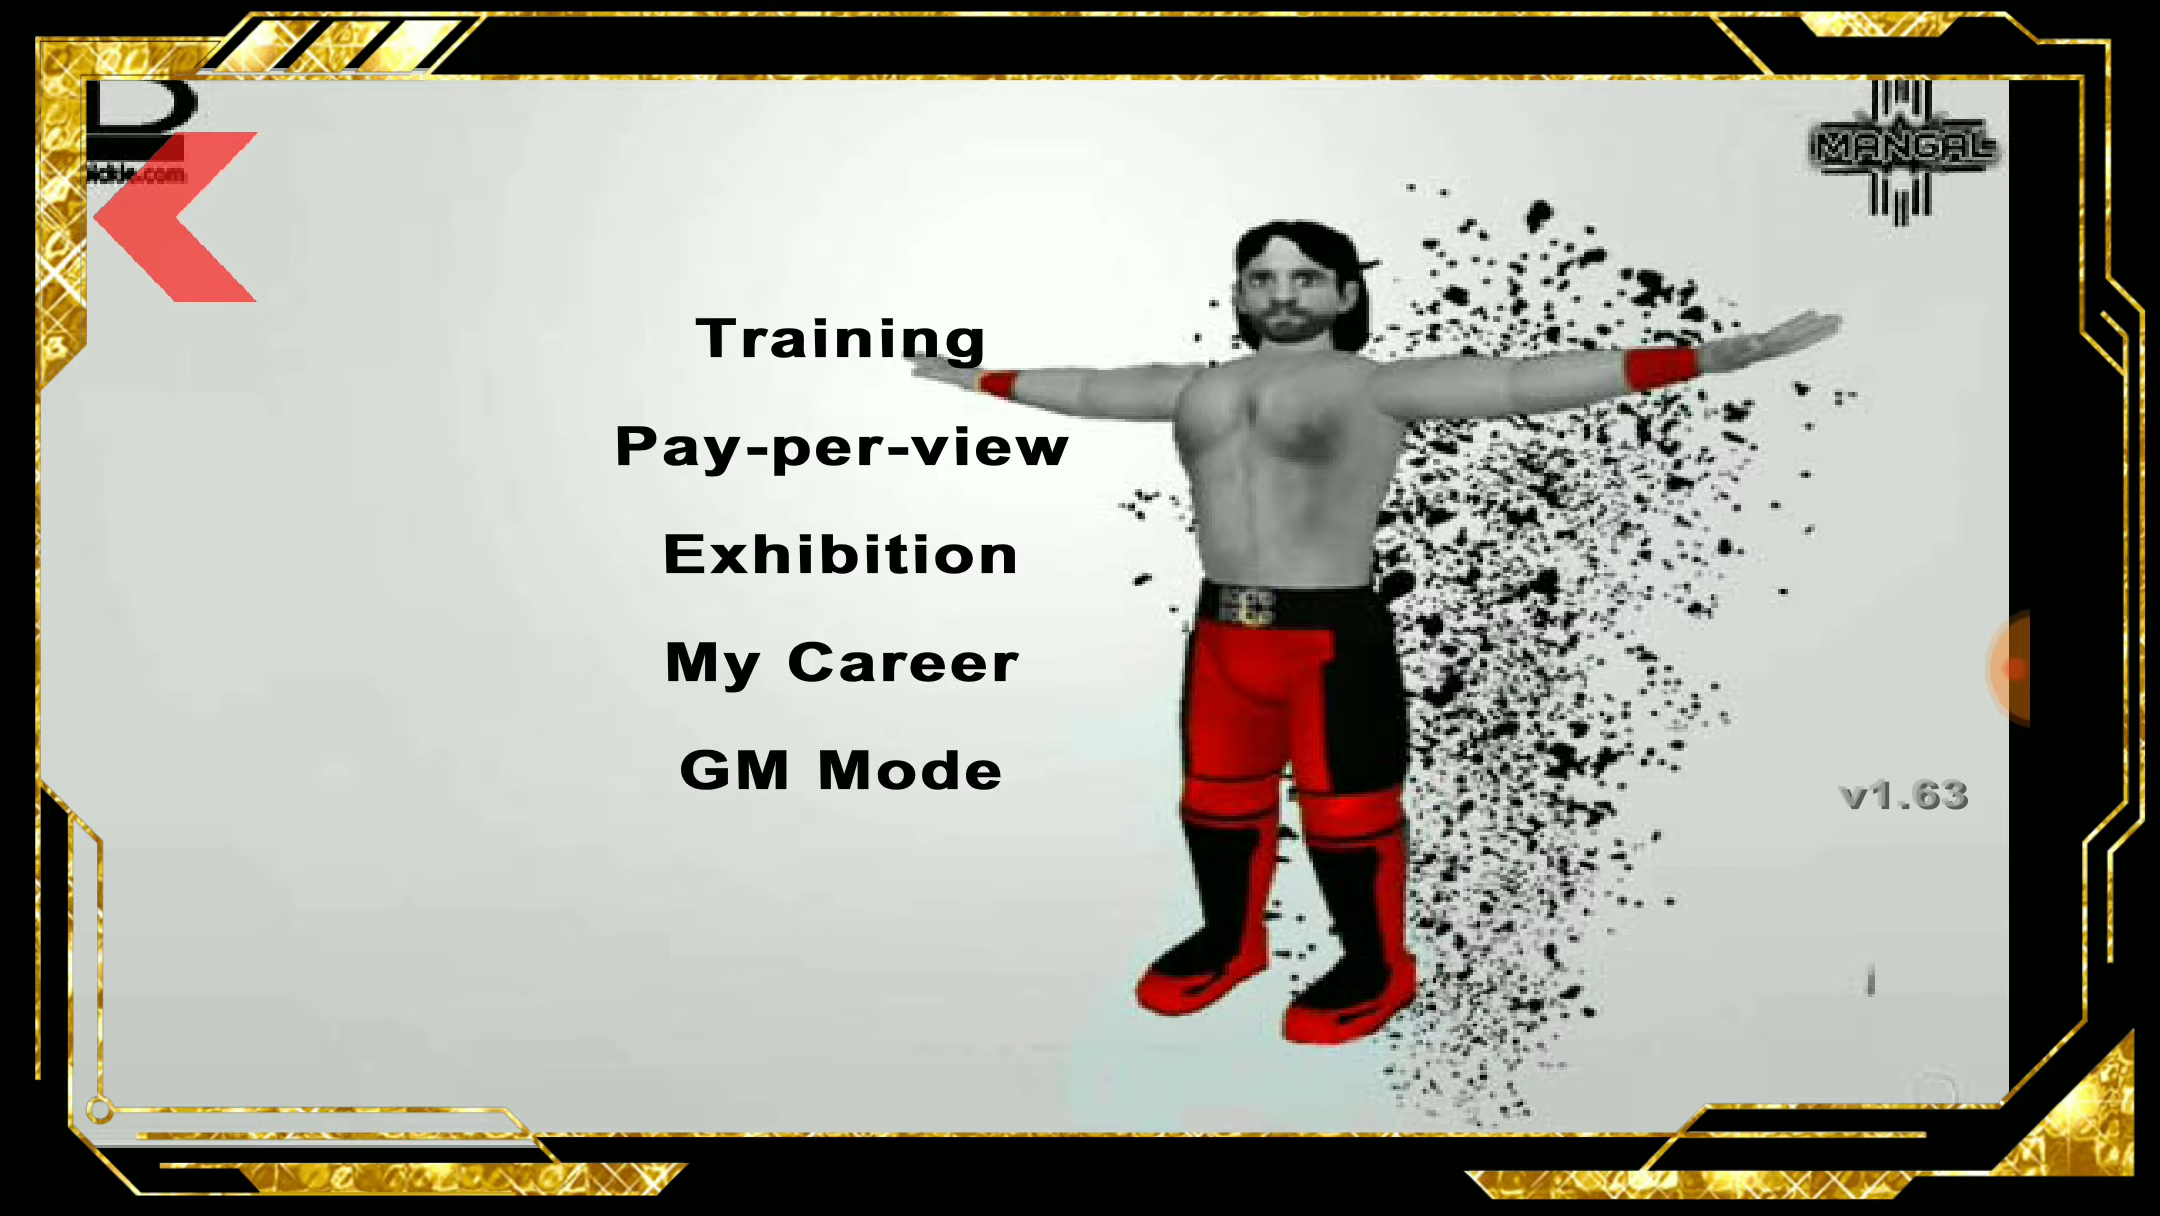 MANGAL
Training
Pay-per-view
Exhibition
My Career
GM Mode
v1.63